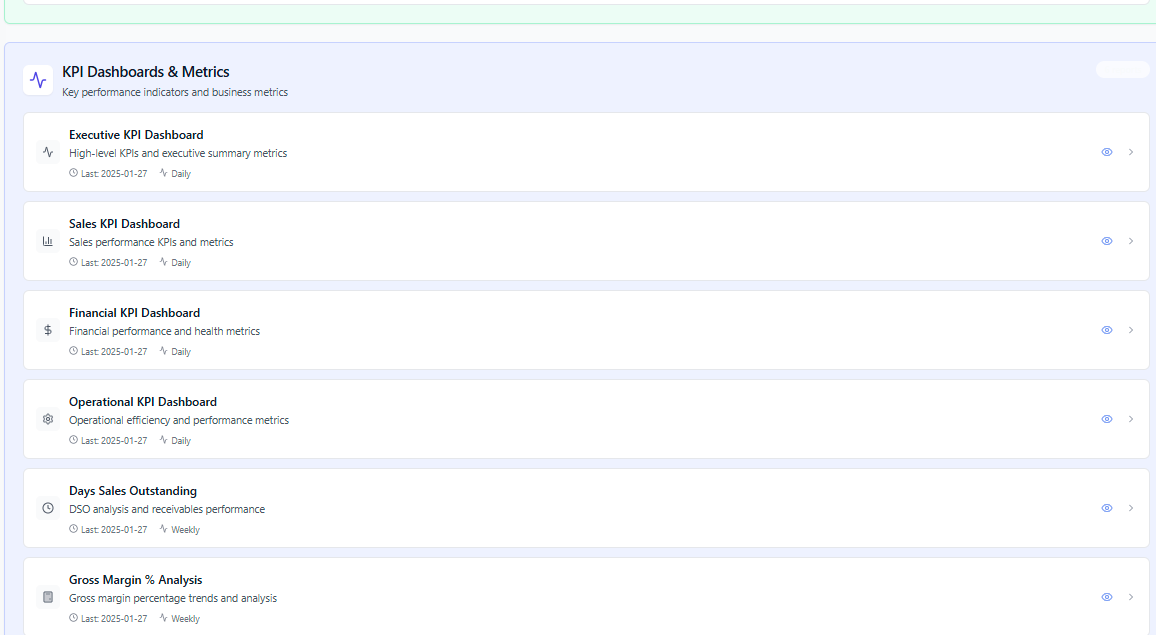 KPI Dashboards & Metrics
Key performance indicators and business metrics
Executive KPI Dashboard
High-level KPIs and executive summary metrics
Last: 2025-01-27 Daily
Sales KPI Dashboard
Sales performance KPIs and metrics
Last: 2025-01-27 Daily
Financial KPI Dashboard
Financial performance and health metrics
Last: 2025-01-27 Daily
Operational KPI Dashboard
Operational efficiency and performance metrics
Last: 2025-01-27 Daily
Days Sales Outstanding
DSO analysis and receivables performance
Last: 2025-01-27 Weekly
Gross Margin % Analysis
Gross margin percentage trends and analysis
Last: 2025-01-27 Weekly